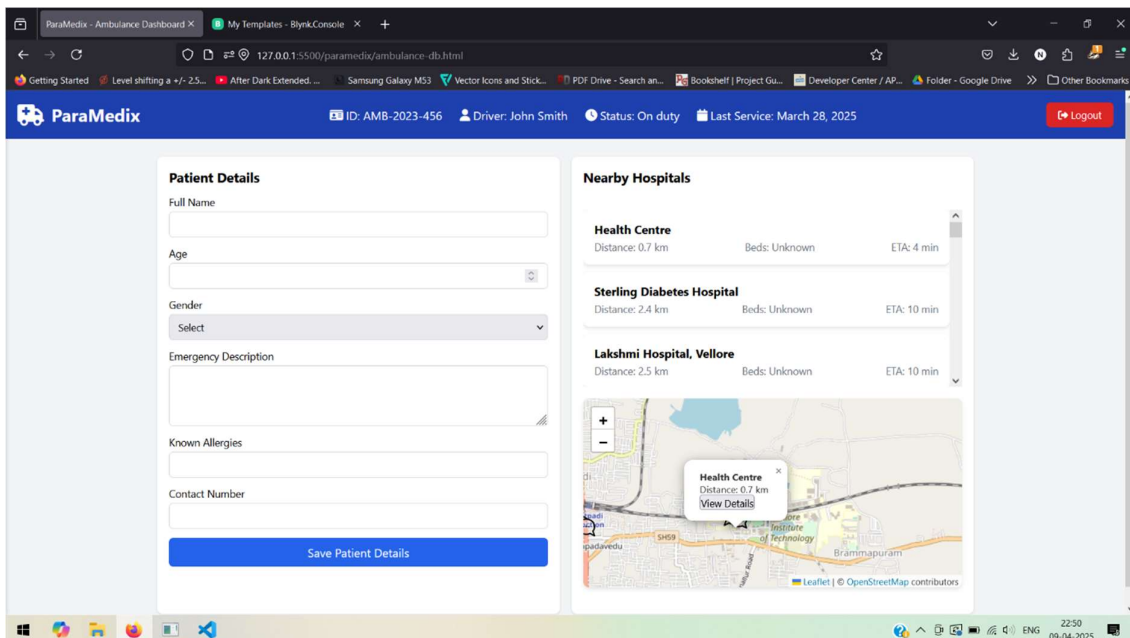 ParaMedix - Ambulance Dashboard
My Templates - Blynk.Console
127.0.0.1:5500/paramedix/ambulance-db.html
Getting Started Level shifting a +/- 2.5... After Dark Extended. ... Samsung Galaxy M53 Vector Icons and Stick... PDF Drive - Search an... Bookshelf | Project Gu... Developer Center / AP... Folder - Google Drive Other Bookmarks
ParaMedix
ID: AMB-2023-456 Driver: John Smith Status: On duty Last Service: March 28, 2025
Logout
Patient Details
Full Name
Age
Gender
Select
Emergency Description
Known Allergies
Contact Number
Save Patient Details
Nearby Hospitals
Health Centre
Distance: 0.7 km Beds: Unknown ETA: 4 min
Sterling Diabetes Hospital
Distance: 2.4 km Beds: Unknown ETA: 10 min
Lakshmi Hospital, Vellore
Distance: 2.5 km Beds: Unknown ETA: 10 min
+
−
Health Centre
Distance: 0.7 km
View Details
Institute
of Technology
SH59
padavedu
Brammapuram
Road
Leaflet | © OpenStreetMap contributors
ENG
22:50
09-04-2025